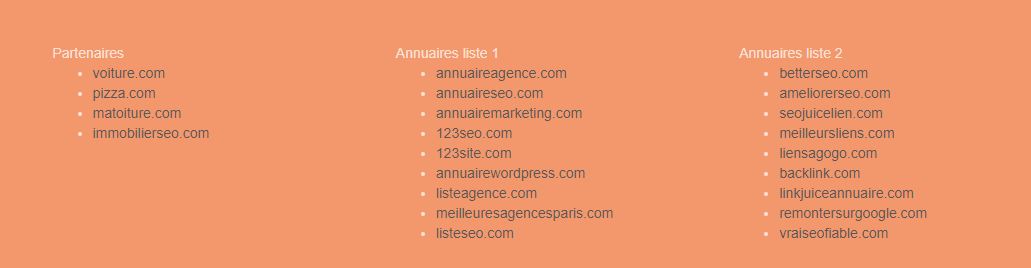 Partenaires
voiture.com
pizza.com
matoiture.com
immobilierseo.com
Annuaires liste 1
annuaireagence.com
annuaireseo.com
annuairemarketing.com
123seo.com
123site.com
annuairewordpress.com
listeagence.com
meilleuresagencesparis.com
listeseo.com
Annuaires liste 2
betterseo.com
ameliorerseo.com
seojuicelien.com
meilleursliens.com
liensagogo.com
backlink.com
linkjuiceannuaire.com
remontersurgoogle.com
vraiseofiable.com